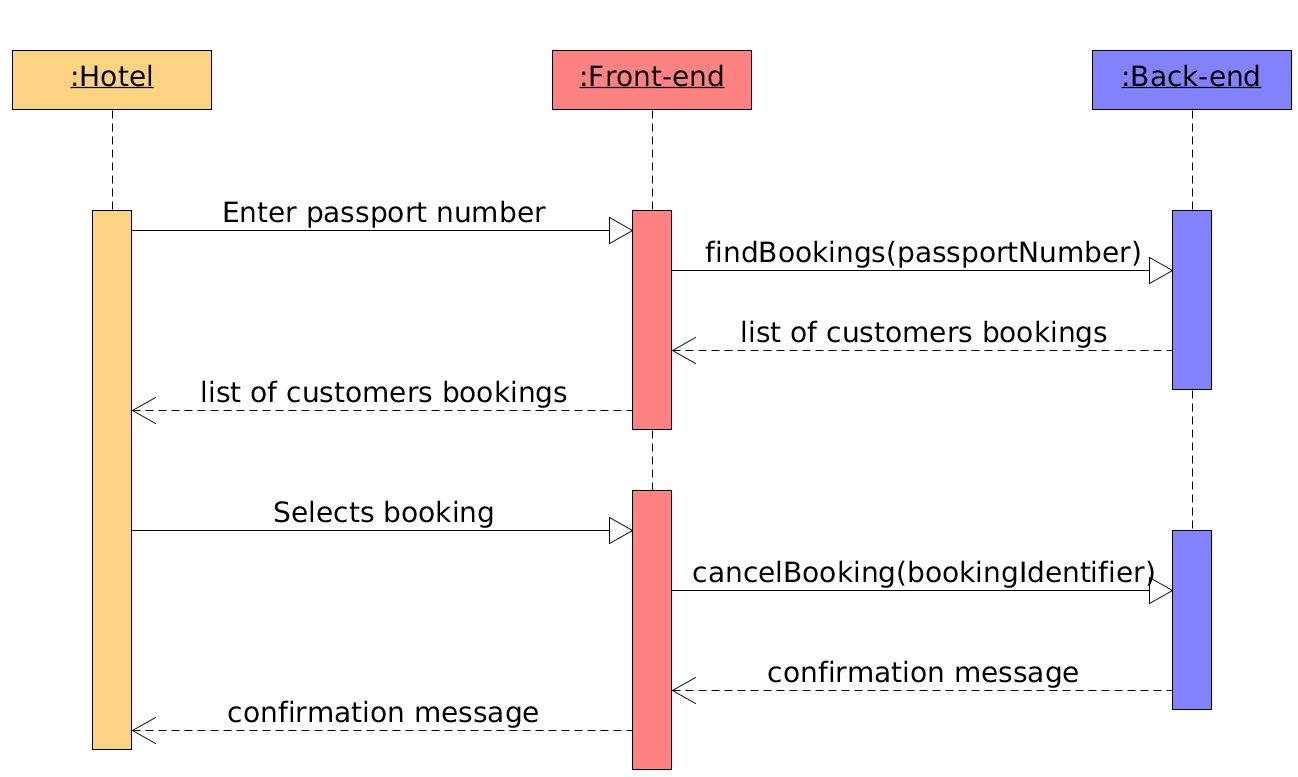 :Hotel
:Front-end
:Back-end
Enter passport number
findBookings(passportNumber)
list of customers bookings
list of customers bookings
Selects booking
cancelBooking(bookingIdentifier)
confirmation message
confirmation message